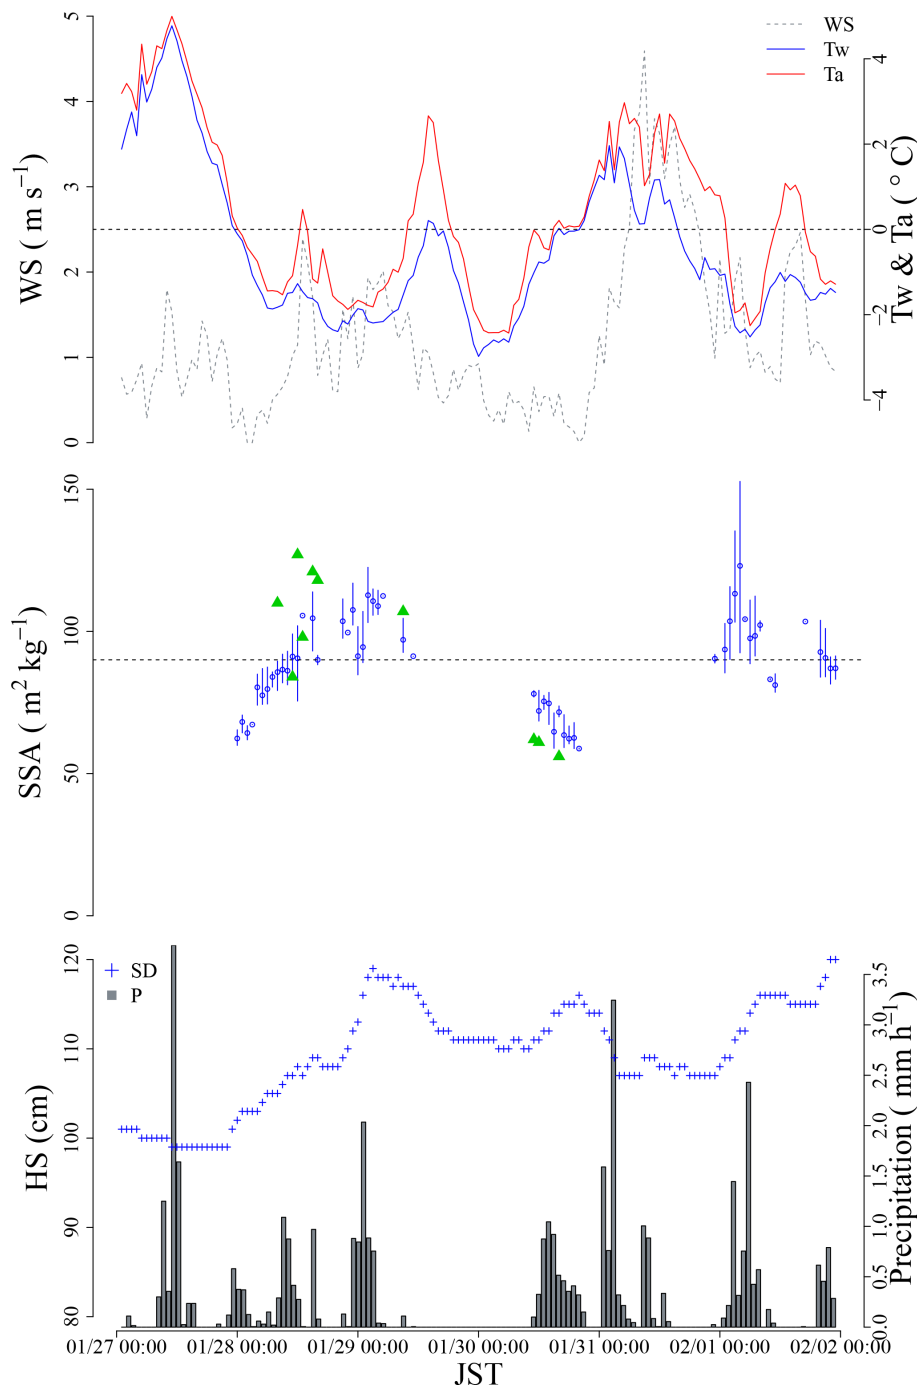 WS
Tw
Ta
WS ( m s−1)
0
1
2
3
4
5
Tw & Ta ( ° C)
−4
−2
0
2
4
SSA ( m2 kg−1)
0
50
100
150
SD
P
HS (cm)
80
90
100
110
120
Precipitation ( mm h−1)
0.0
0.5
1.0
1.5
2.0
2.5
3.0
3.5
01/27 00:00 01/28 00:00 01/29 00:00 01/30 00:00 01/31 00:00 02/01 00:00 02/02 00:00
JST